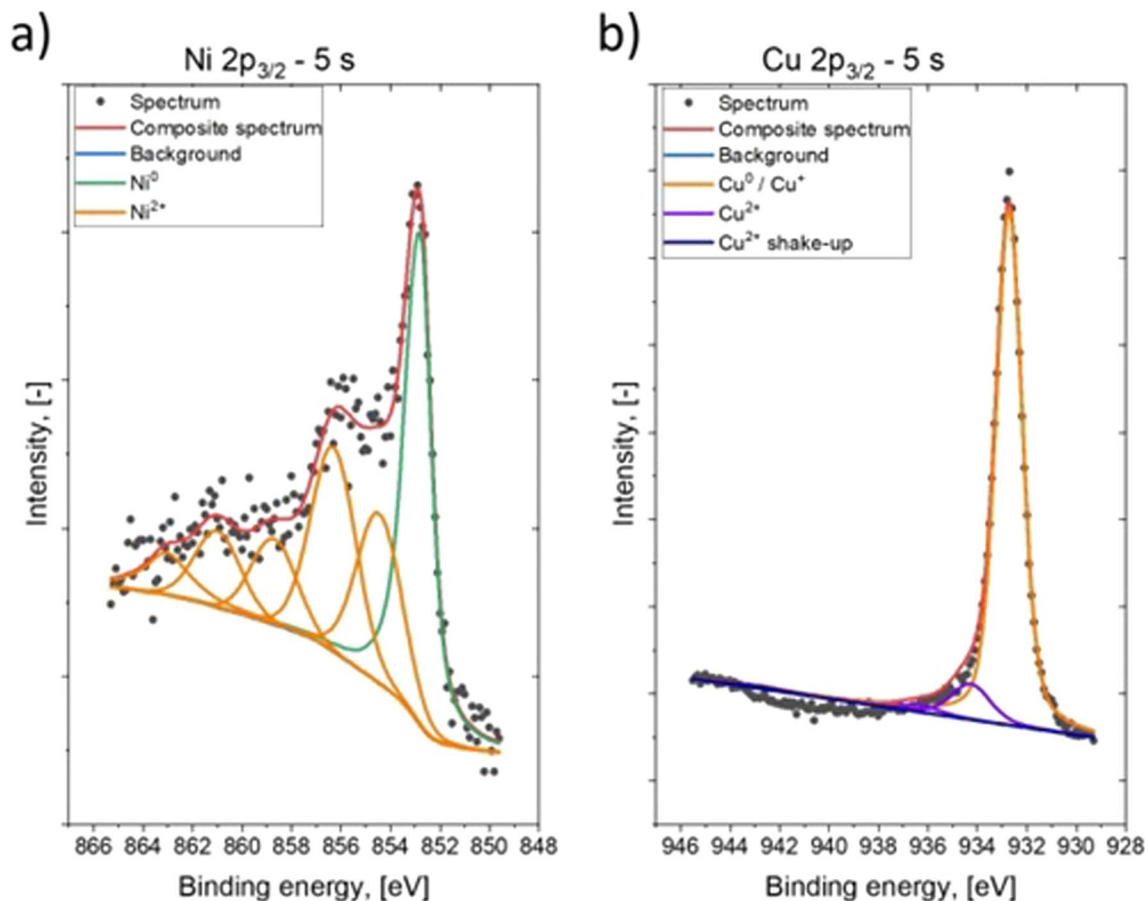 a)
Ni 2p3/2 - 5 s
Spectrum
Composite spectrum
Background
Ni0
Ni2+
Intensity, [-]
866 864 862 860 858 856 854 852 850 848
Binding energy, [eV]
b)
Cu 2p3/2 - 5 s
Spectrum
Composite spectrum
Background
Cu0 / Cu+
Cu2+
Cu2+ shake-up
Intensity, [-]
946 944 942 940 938 936 934 932 930 928
Binding energy, [eV]